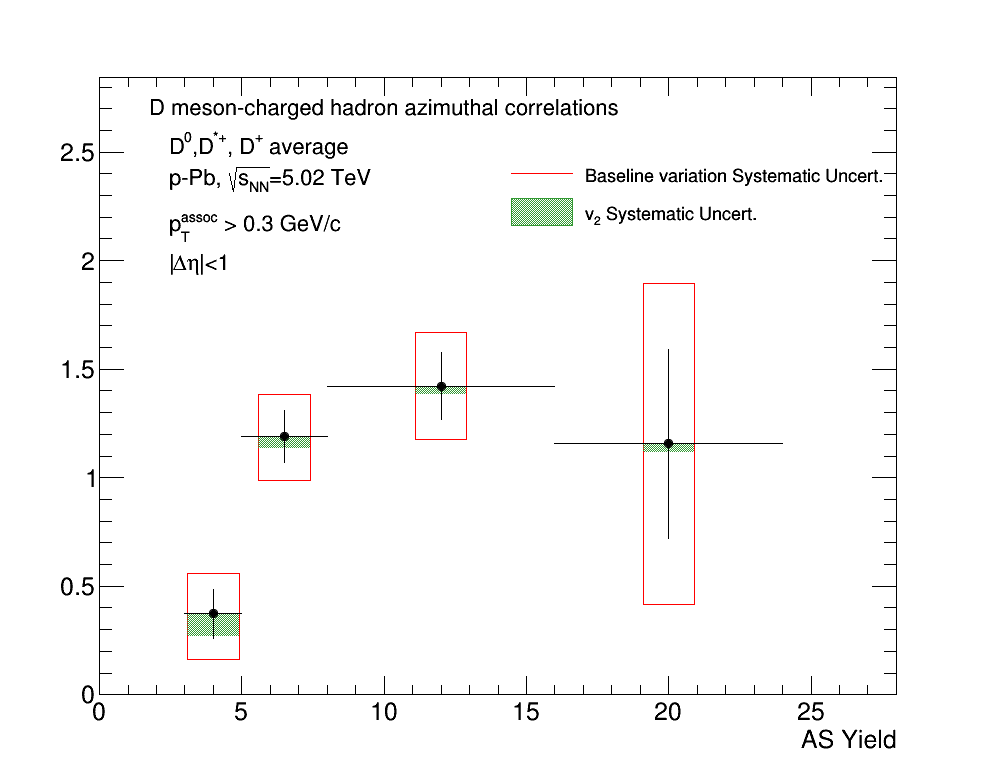 D meson-charged hadron azimuthal correlations
D⁰,D*⁺, D⁺ average
p-Pb, √sNN=5.02 TeV
Baseline variation Systematic Uncert.
v₂ Systematic Uncert.
pTassoc > 0.3 GeV/c
|Δη|<1
2.5
2
1.5
1
0.5
0
0 5 10 15 20 25
AS Yield